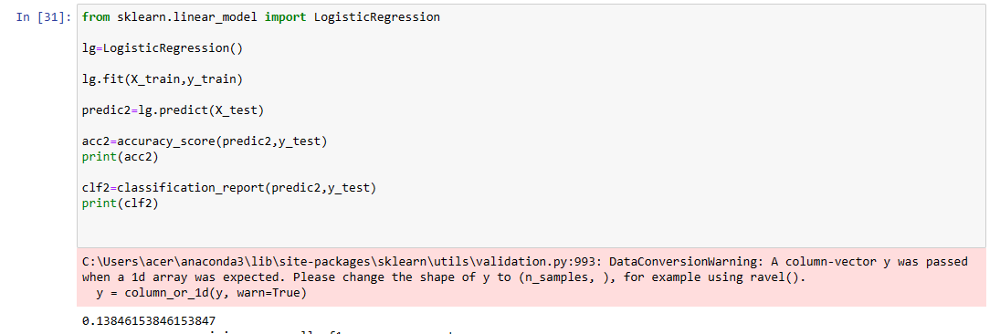 In [31]: from sklearn.linear_model import LogisticRegression
lg=LogisticRegression()
lg.fit(X_train,y_train)
predic2=lg.predict(X_test)
acc2=accuracy_score(predic2,y_test)
print(acc2)
clf2=classification_report(predic2,y_test)
print(clf2)
C:\Users\acer\anaconda3\lib\site-packages\sklearn\utils\validation.py:993: DataConversionWarning: A column-vector y was passed
when a 1d array was expected. Please change the shape of y to (n_samples, ), for example using ravel().
y = column_or_1d(y, warn=True)
0.13846153846153847